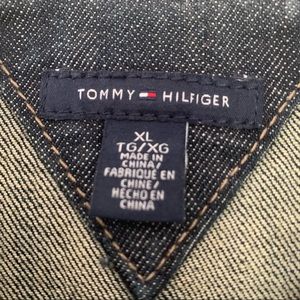 TOMMY HILFIGER
XL
TG/XG
MADE IN
CHINA/
FABRIQUÉ EN
CHINE/
HECHO EN
CHINA